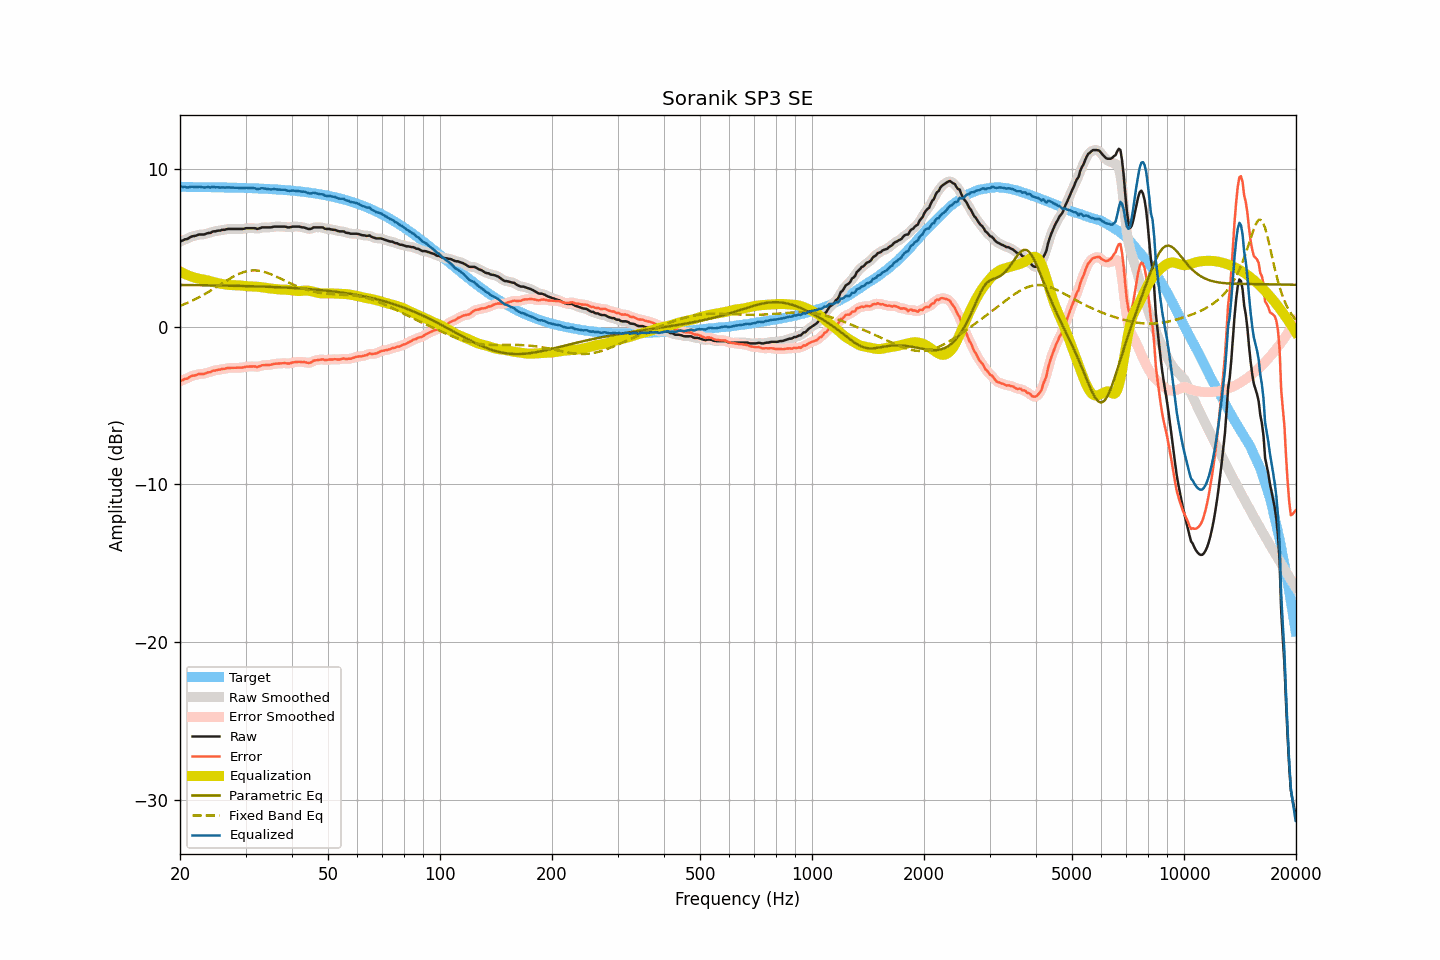 Soranik SP3 SE
Amplitude (dBr)
10
0
−10
−20
−30
Target
Raw Smoothed
Error Smoothed
Raw
Error
Equalization
Parametric Eq
Fixed Band Eq
Equalized
20 50 100 200 500 1000 2000 5000 10000 20000
Frequency (Hz)